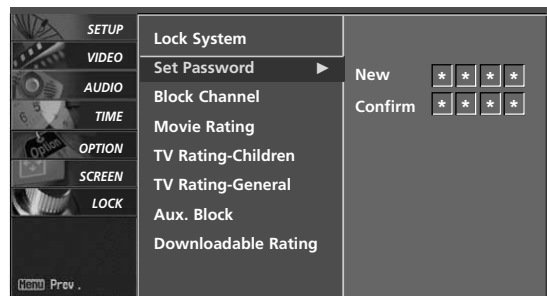 SETUP
VIDEO
AUDIO
TIME
OPTION
SCREEN
LOCK
Menu Prev .
Lock System
Set Password ►
Block Channel
Movie Rating
TV Rating-Children
TV Rating-General
Aux. Block
Downloadable Rating
New * * * *
Confirm * * * *